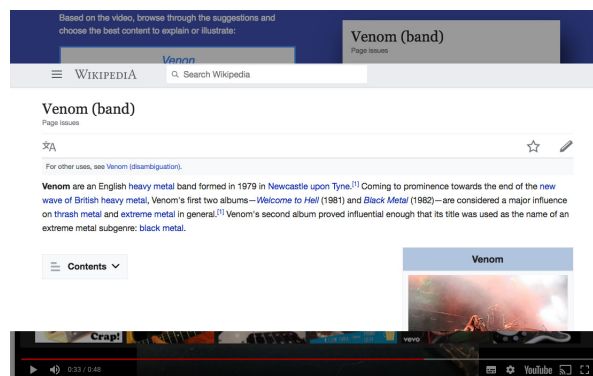 Based on the video, browse through the suggestions and
choose the best content to explain or illustrate:
Venon
Venom (band)
Page issues
WIKIPEDIA
Search Wikipedia
Venom (band)
Page issues
For other uses, see Venom (disambiguation).
Venom are an English heavy metal band formed in 1979 in Newcastle upon Tyne.[1] Coming to prominence towards the end of the new
wave of British heavy metal, Venom's first two albums—Welcome to Hell (1981) and Black Metal (1982)—are considered a major influence
on thrash metal and extreme metal in general.[1] Venom's second album proved influential enough that its title was used as the name of an
extreme metal subgenre: black metal.
Contents
Venom
Crap!
vevo
0:33 / 0:48
YouTube